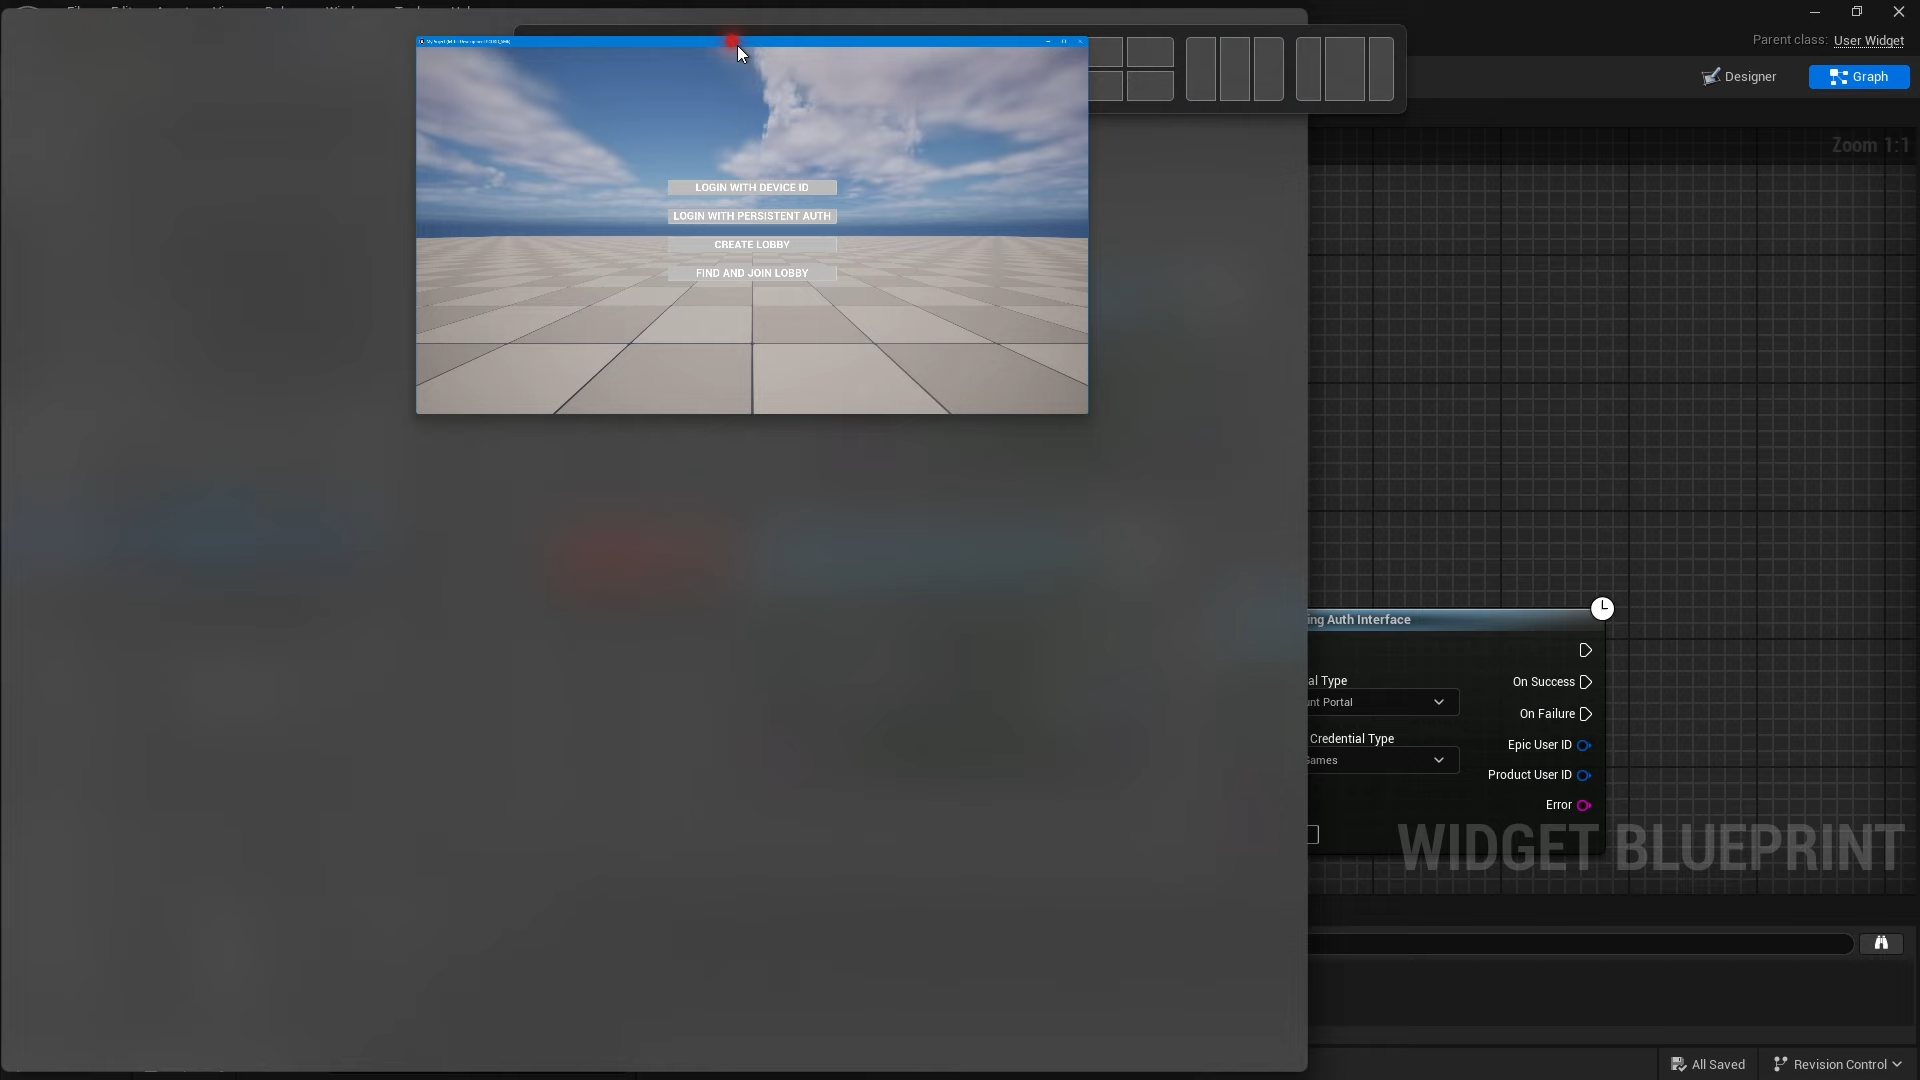 Parent class: User Widget
Designer
Graph
Zoom 1:1
LOGIN WITH DEVICE ID
LOGIN WITH PERSISTENT AUTH
CREATE LOBBY
FIND AND JOIN LOBBY
ing Auth Interface
al Type
nt Portal
On Success
On Failure
Credential Type
Games
Epic User ID
Product User ID
Error
WIDGET BLUEPRINT
All Saved
Revision Control